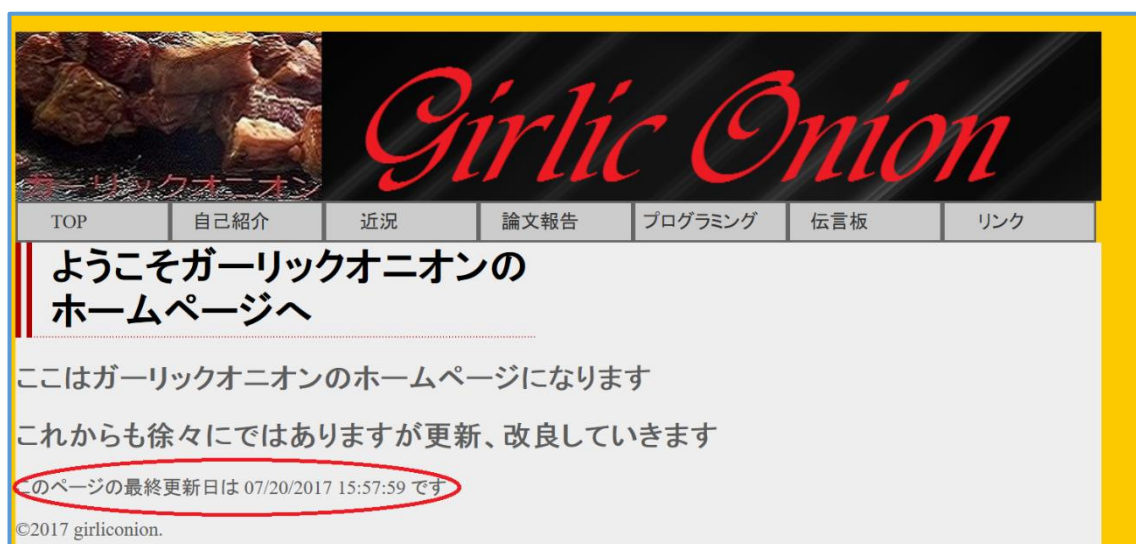 Girlic Onion
ガーリックオニオン
TOP 自己紹介 近況 論文報告 プログラミング 伝言板 リンク
ようこそガーリックオニオンの
ホームページへ
ここはガーリックオニオンのホームページになります
これからも徐々にではありますが更新、改良していきます
このページの最終更新日は 07/20/2017 15:57:59 です
©2017 girliconion.